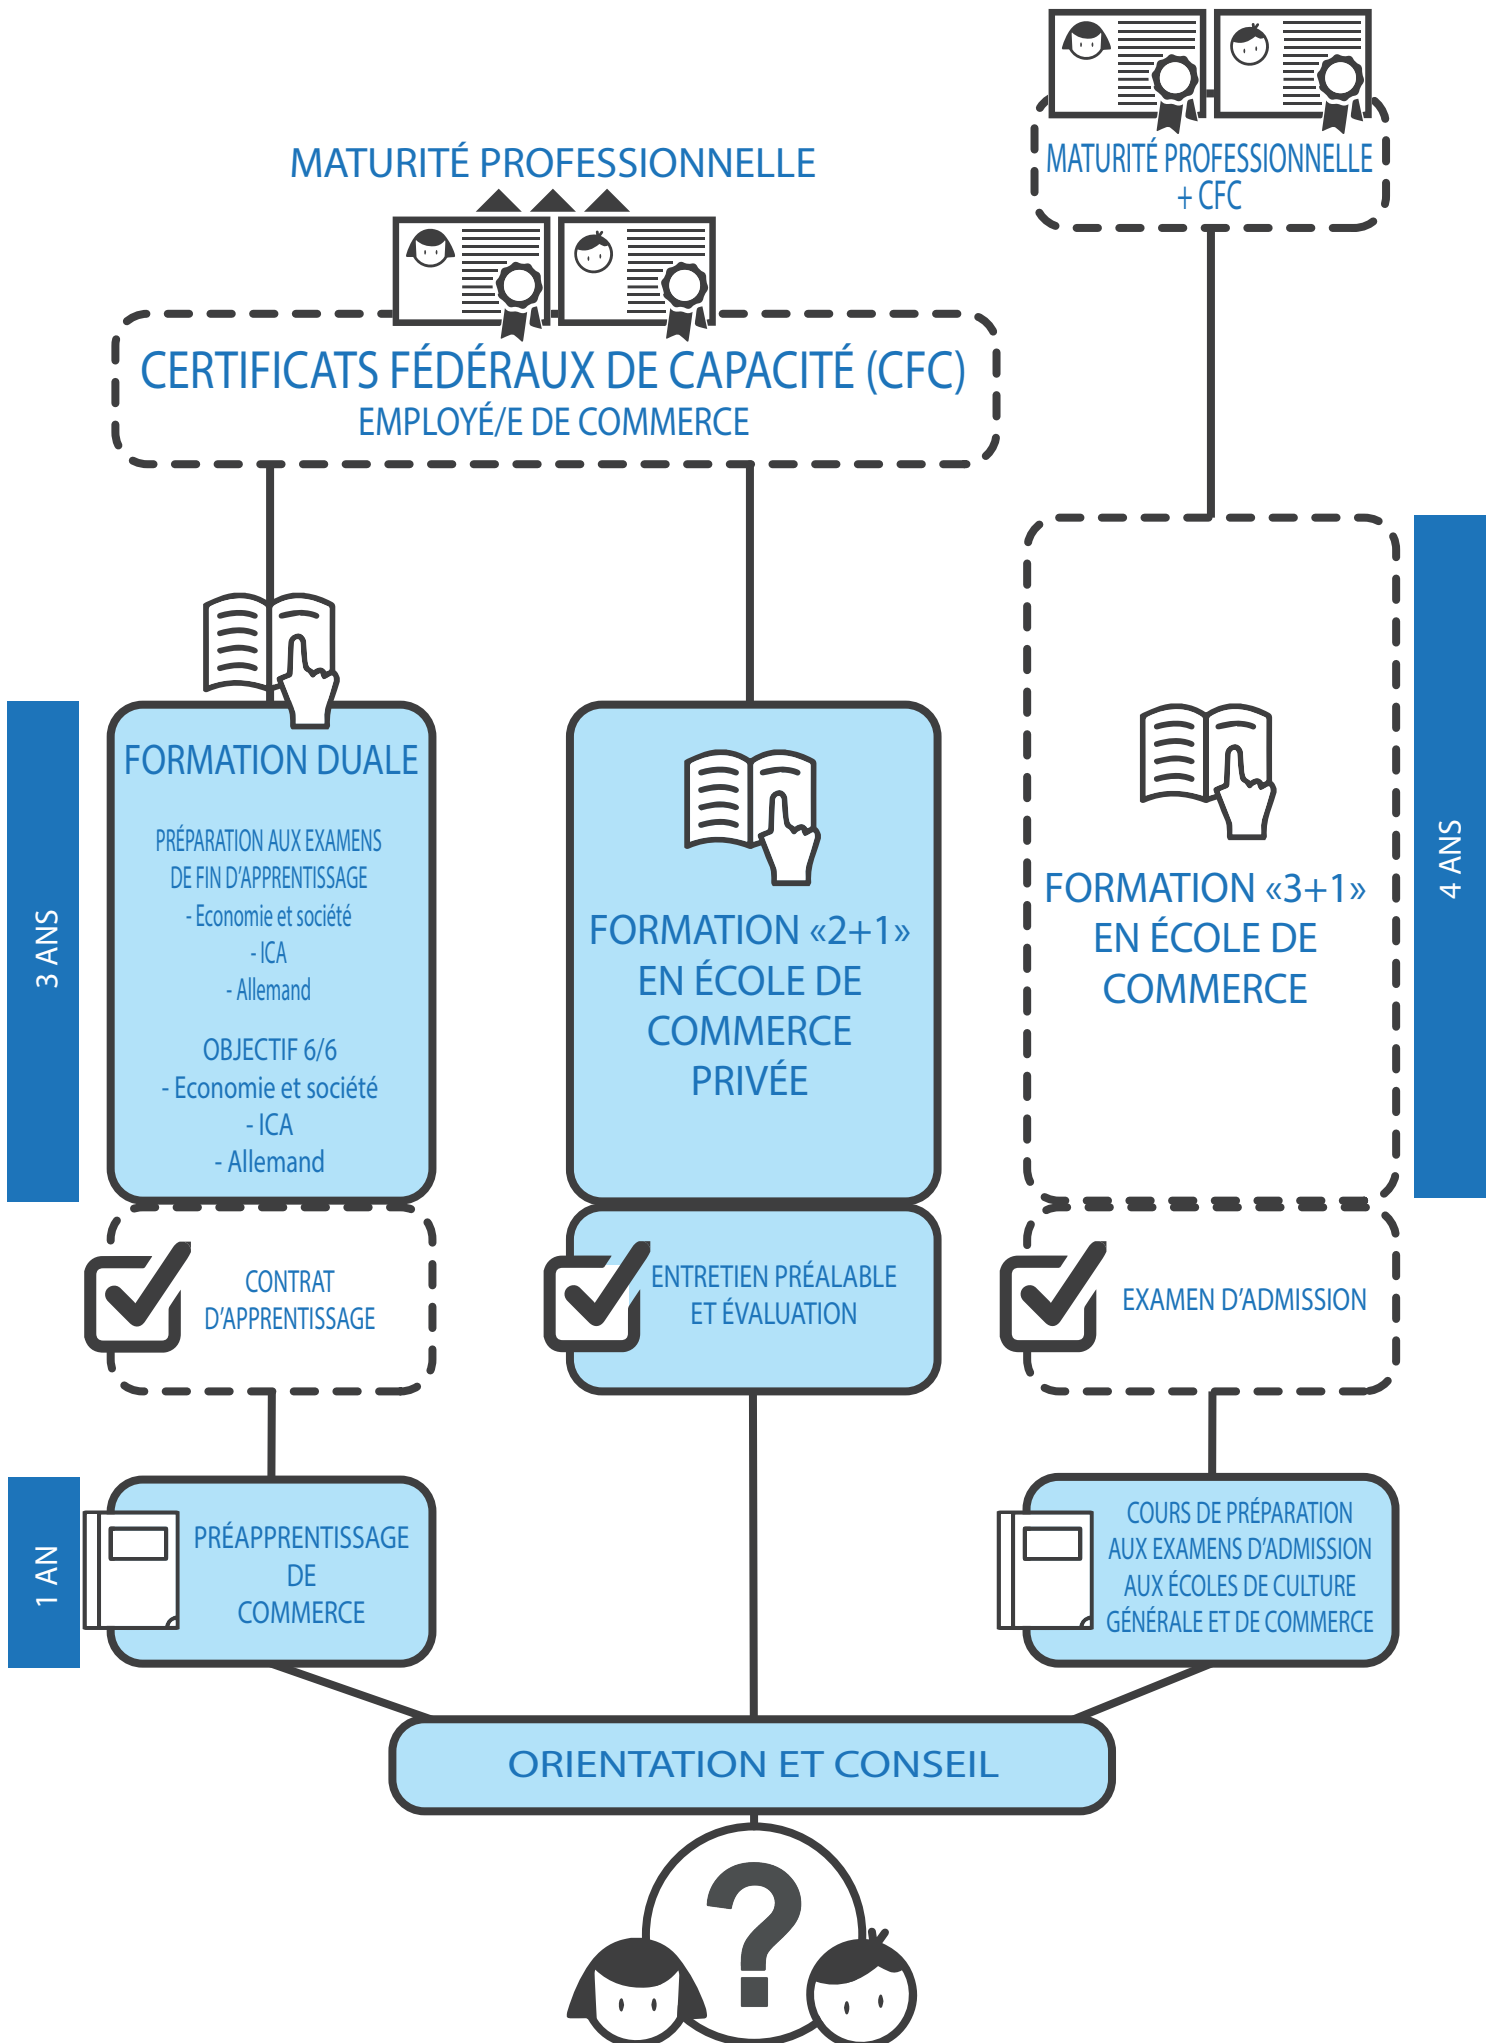 MATURITÉ PROFESSIONNELLE
+ CFC
MATURITÉ PROFESSIONNELLE
CERTIFICATS FÉDÉRAUX DE CAPACITÉ (CFC)
EMPLOYÉ/E DE COMMERCE
3 ANS
FORMATION DUALE
PRÉPARATION AUX EXAMENS
DE FIN D'APPRENTISSAGE
- Economie et société
- ICA
- Allemand
OBJECTIF 6/6
- Economie et société
- ICA
- Allemand
FORMATION «2+1»
EN ÉCOLE DE
COMMERCE
PRIVÉE
FORMATION «3+1»
EN ÉCOLE DE
COMMERCE
4 ANS
CONTRAT
D'APPRENTISSAGE
ENTRETIEN PRÉALABLE
ET ÉVALUATION
EXAMEN D'ADMISSION
1 AN
PRÉAPPRENTISSAGE
DE
COMMERCE
COURS DE PRÉPARATION
AUX EXAMENS D'ADMISSION
AUX ÉCOLES DE CULTURE
GÉNÉRALE ET DE COMMERCE
ORIENTATION ET CONSEIL
?